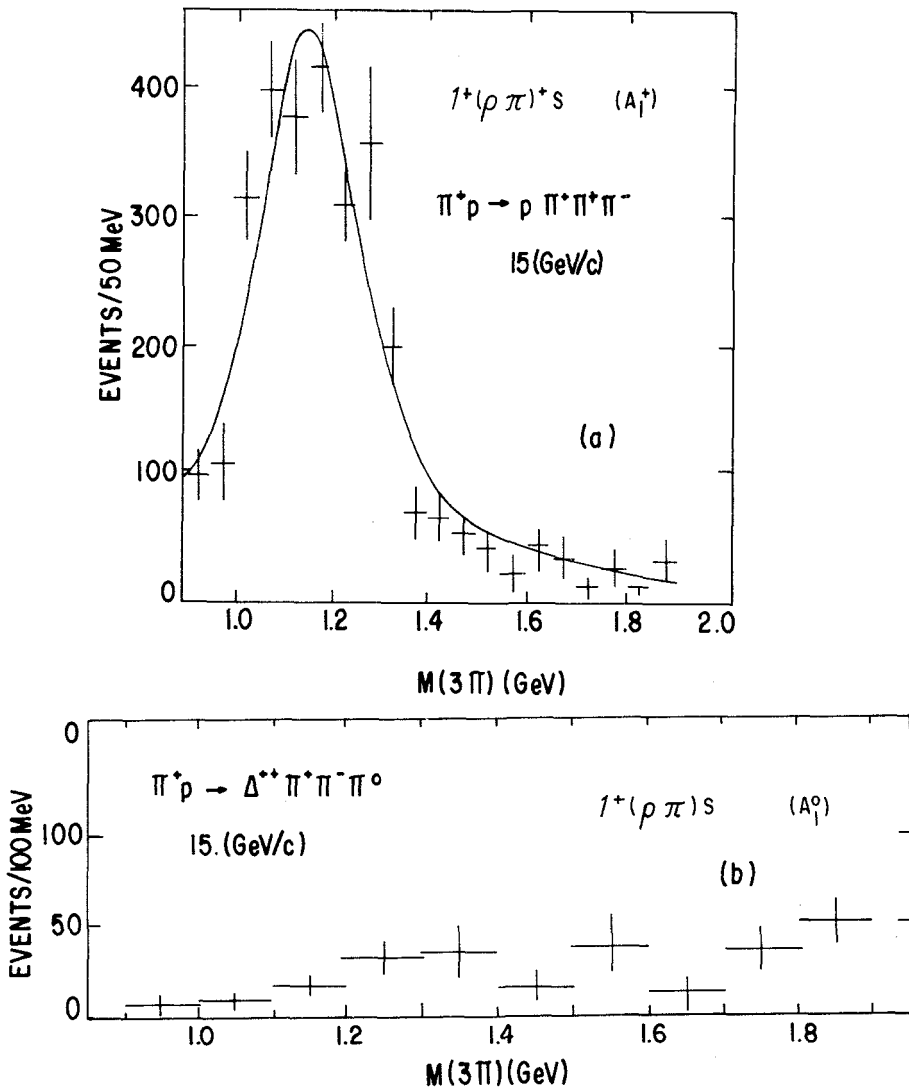 400
300
200
100
0
EVENTS/50 MeV
1⁺(ρπ)⁺S (A₁⁺)
π⁺p → p π⁺π⁺π⁻
15(GeV/c)
(a)
1.0 1.2 1.4 1.6 1.8 2.0
M(3π) (GeV)
0
100
50
0
EVENTS/100 MeV
π⁺p → Δ⁺⁺ π⁺π⁻π⁰
1⁺(ρπ)S (A₁⁰)
15.(GeV/c)
(b)
1.0 1.2 1.4 1.6 1.8
M(3π)(GeV)